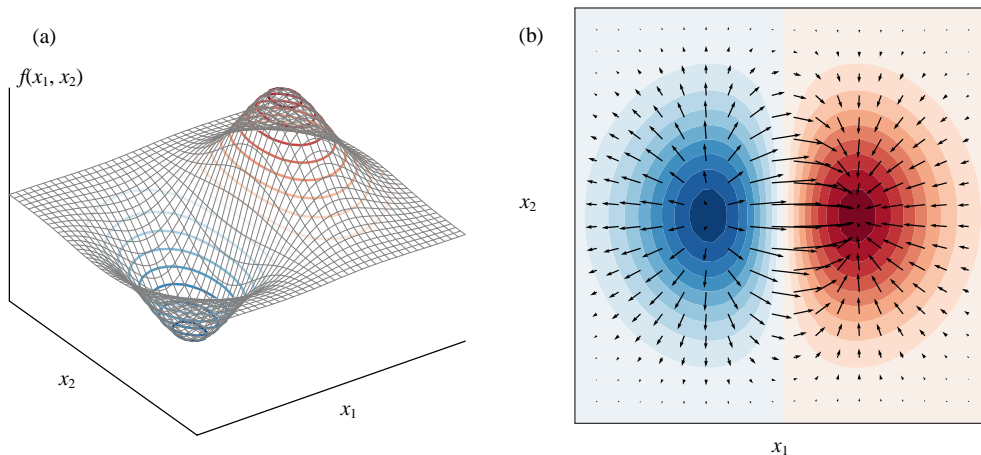 (a)
f(x₁, x₂)
x₂
x₁
(b)
x₂
x₁